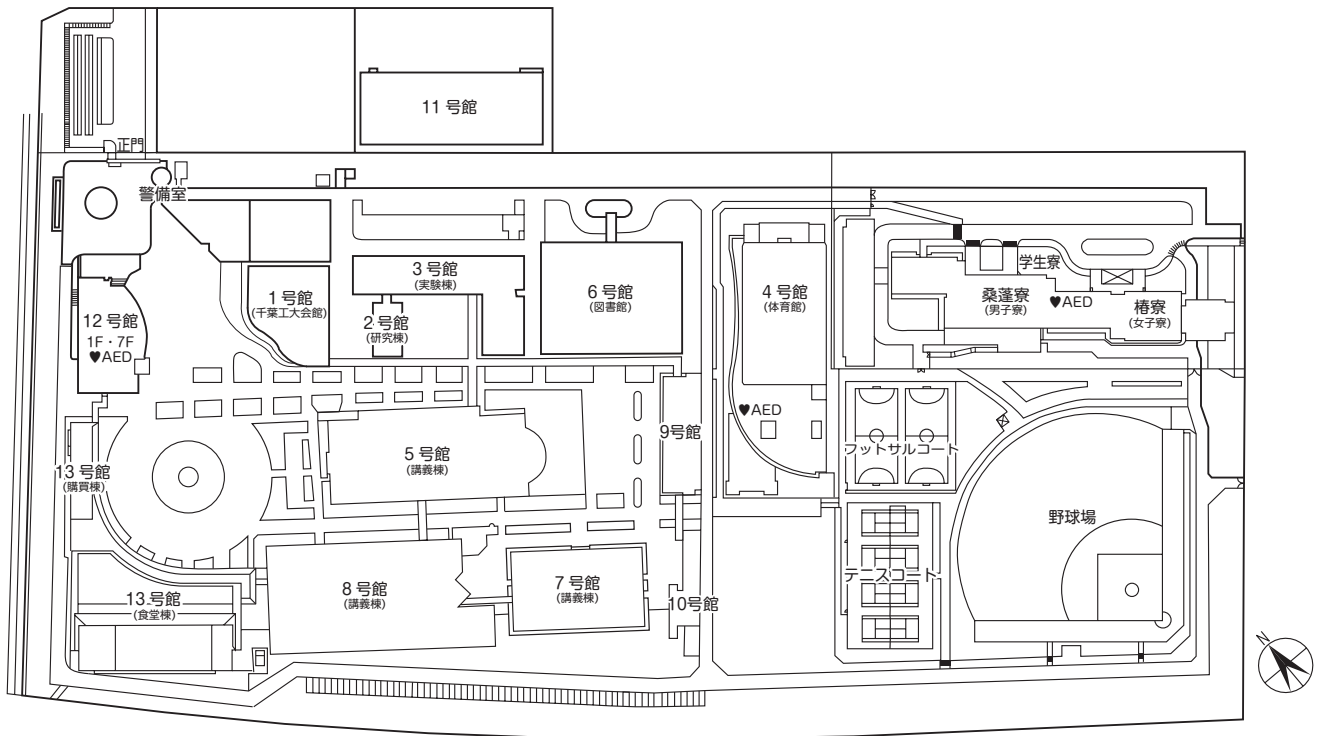 11 号館
正門
警備室
3 号館
(実験棟)
6 号館
(図書館)
4 号館
(体育館)
学生寮
桑蓬寮
(男子寮)
♥AED
椿寮
(女子寮)
1 号館
(千葉工大会館)
2 号館
(研究棟)
12 号館
1F・7F
♥AED
♥AED
9号館
5 号館
(講義棟)
フットサルコート
13 号館
(購買棟)
野球場
テニスコート
8 号館
(講義棟)
7 号館
(講義棟)
10号館
13 号館
(食堂棟)
N